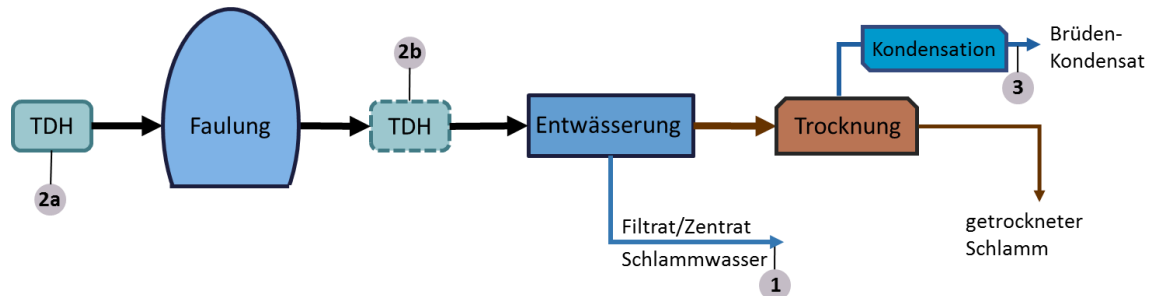 TDH
2a
Faulung
2b
TDH
Entwässerung
Filtrat/Zentrat
Schlammwasser
1
Trocknung
Kondensation
3
Brüden-
Kondensat
getrockneter
Schlamm